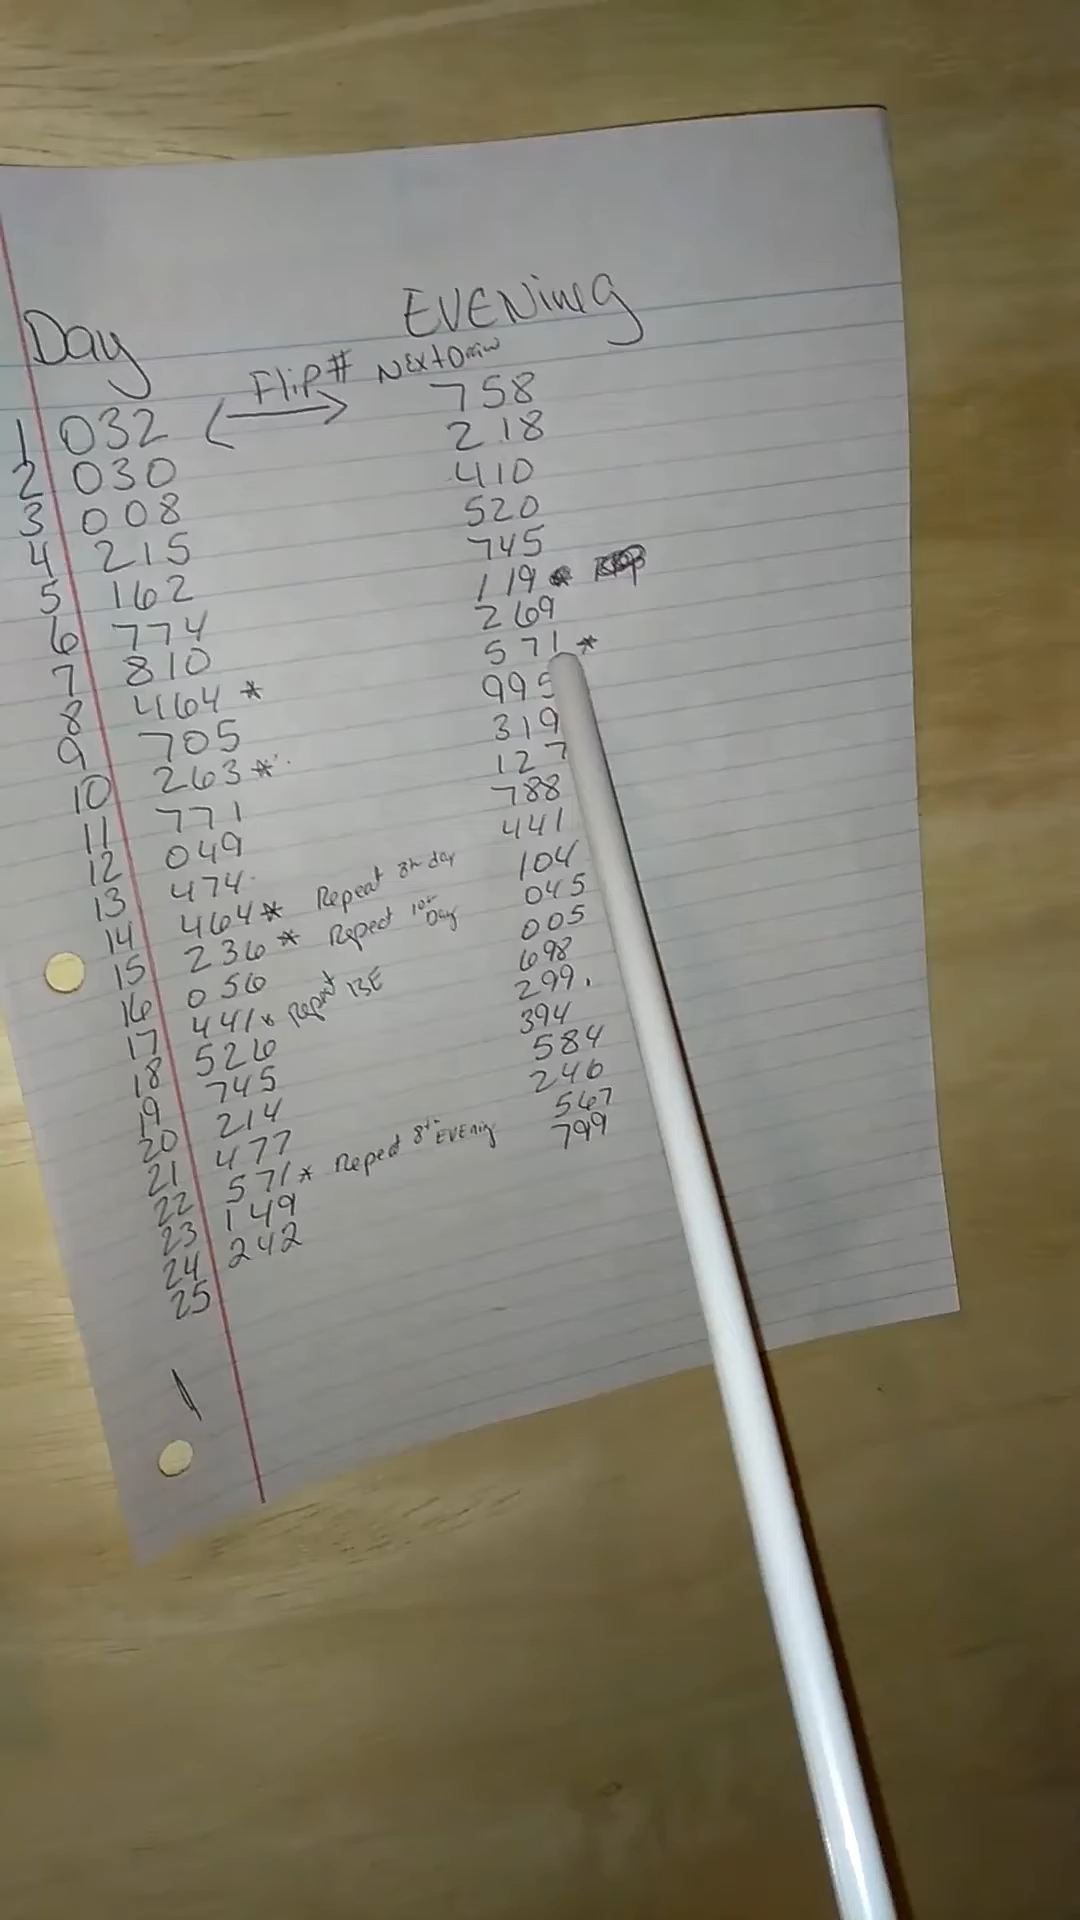 Day EVENing
Flip# Next Draw
1 032 758
2 030 218
3 008 410
4 215 520
5 162 745
6 774 119 *
7 810 269
8 464 * 571 *
9 705 995
10 263 * 319
11 771 127
12 049 788
13 474. 441
14 464 * Repeat 8th day 104
15 236 * Repeat 10th Day 045
16 056 005
17 441 * Repeat 13E 698
18 526 299.
19 745 394
20 214 584
21 477 246
22 571 * Repeat 8th EVEning 567
23 149 799
24 242
25